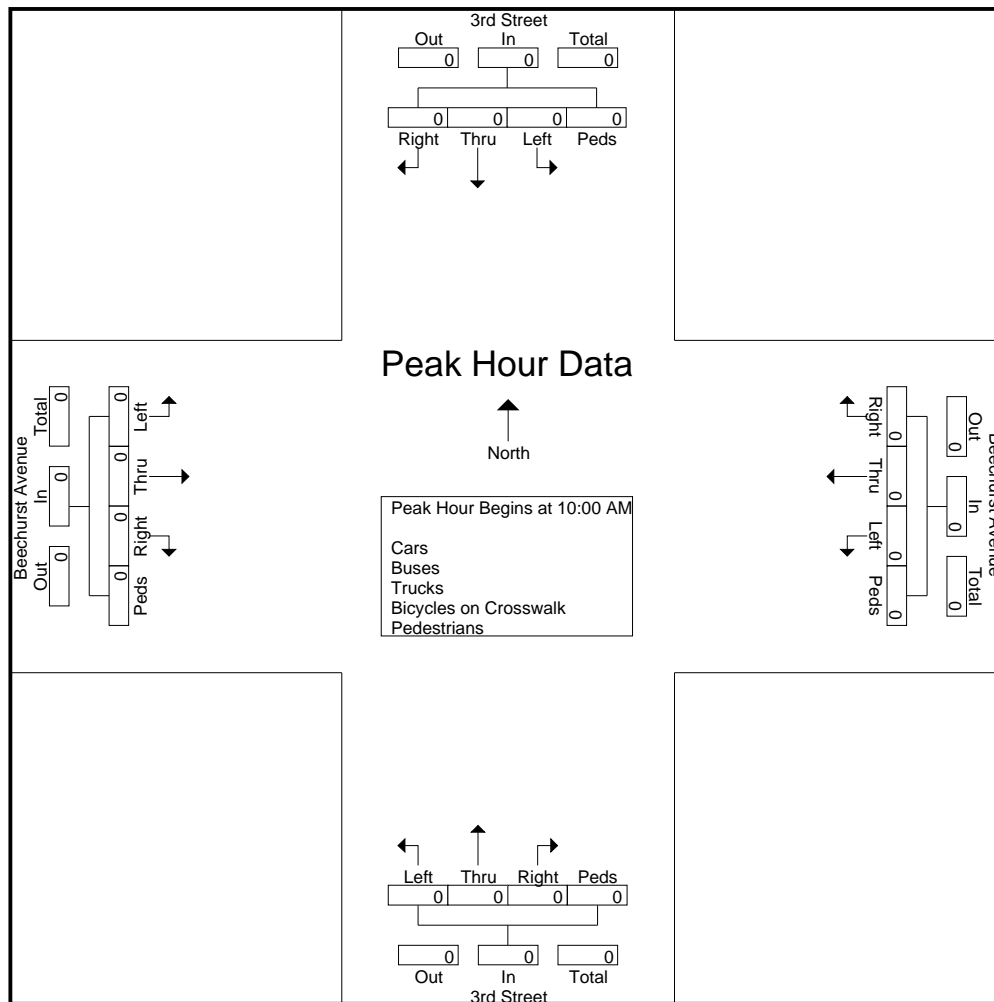 3rd Street
Out In Total
0 0 0
0 0 0 0
Right Thru Left Peds
Peak Hour Data
North
Peak Hour Begins at 10:00 AM
Cars
Buses
Trucks
Bicycles on Crosswalk
Pedestrians
Beechurst Avenue
Out In Total
0 0 0
0 0 0 0
Peds Right Thru Left
Beechurst Avenue
Out In Total
0 0 0
0 0 0 0
Right Thru Left Peds
Left Thru Right Peds
0 0 0 0
0 0 0
Out In Total
3rd Street